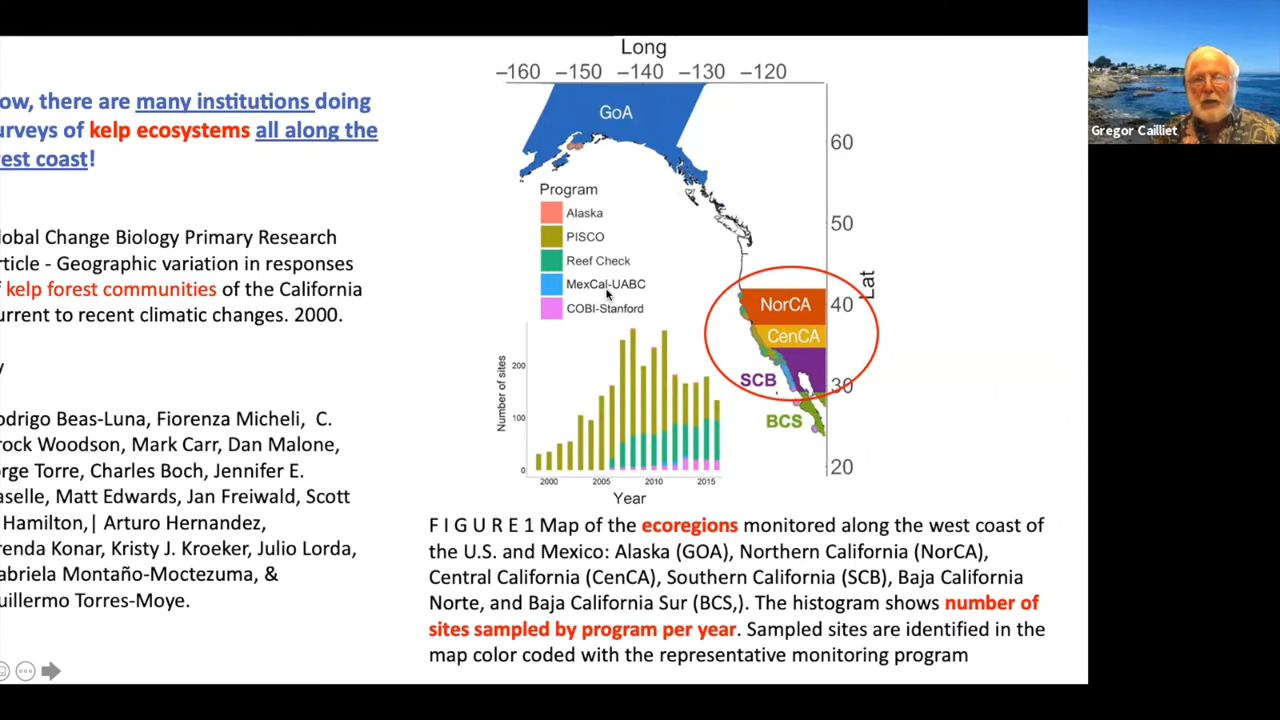 ow, there are many institutions doing
urveys of kelp ecosystems all along the
est coast!
lobal Change Biology Primary Research
rticle - Geographic variation in responses
f kelp forest communities of the California
urrent to recent climatic changes. 2000.
y
odrigo Beas-Luna, Fiorenza Micheli, C.
rock Woodson, Mark Carr, Dan Malone,
orge Torre, Charles Boch, Jennifer E.
aselle, Matt Edwards, Jan Freiwald, Scott
. Hamilton,| Arturo Hernandez,
renda Konar, Kristy J. Kroeker, Julio Lorda,
abriela Montaño-Moctezuma, &
uillermo Torres-Moye.
Long
−160 −150 −140 −130 −120
GoA
60
50
40
30
20
Lat
Program
Alaska
PISCO
Reef Check
MexCal-UABC
COBI-Stanford
NorCA
CenCA
SCB
BCS
Number of sites
200
100
0
2000 2005 2010 2015
Year
F I G U R E 1 Map of the ecoregions monitored along the west coast of
the U.S. and Mexico: Alaska (GOA), Northern California (NorCA),
Central California (CenCA), Southern California (SCB), Baja California
Norte, and Baja California Sur (BCS,). The histogram shows number of
sites sampled by program per year. Sampled sites are identified in the
map color coded with the representative monitoring program
Gregor Cailliet